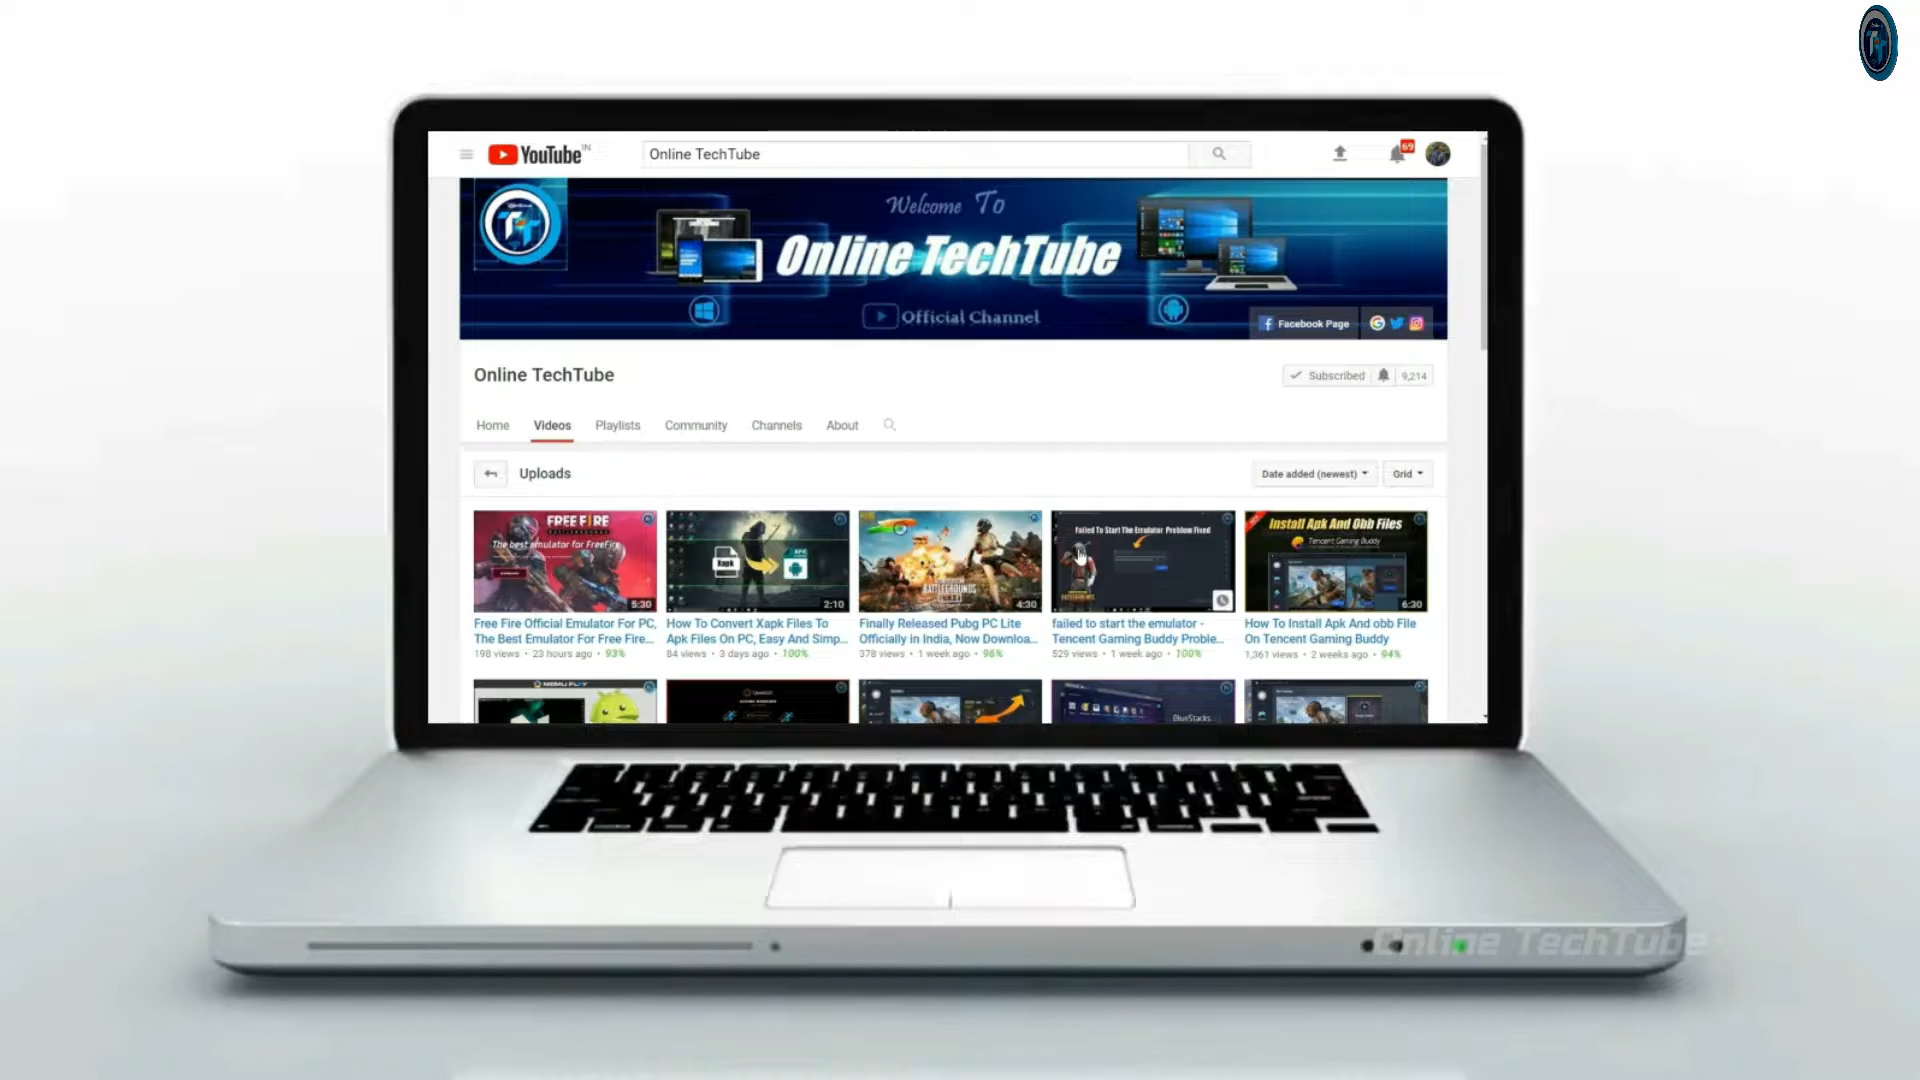 YouTube IN
Online TechTube
69
Welcome To
Online TechTube
Official Channel
Facebook Page
Online TechTube
Subscribed 9,214
Home Videos Playlists Community Channels About
Uploads
Date added (newest) Grid
FREE FIRE
The best emulator for FreeFire
5:30
Xapk
APK
2:10
BATTLEGROUNDS
4:30
Failed To Start The Emulator Problem Fixed
Install Apk And Obb Files
Tencent Gaming Buddy
6:30
Free Fire Official Emulator For PC,
The Best Emulator For Free Fire...
198 views • 23 hours ago • 93%
How To Convert Xapk Files To
Apk Files On PC, Easy And Simp...
84 views • 3 days ago • 100%
Finally Released Pubg PC Lite
Officially in India, Now Downloa...
378 views • 1 week ago • 96%
failed to start the emulator -
Tencent Gaming Buddy Proble...
529 views • 1 week ago • 100%
How To Install Apk And obb File
On Tencent Gaming Buddy
1,361 views • 2 weeks ago • 94%
MEMU PLAY
BlueStacks
Online TechTube